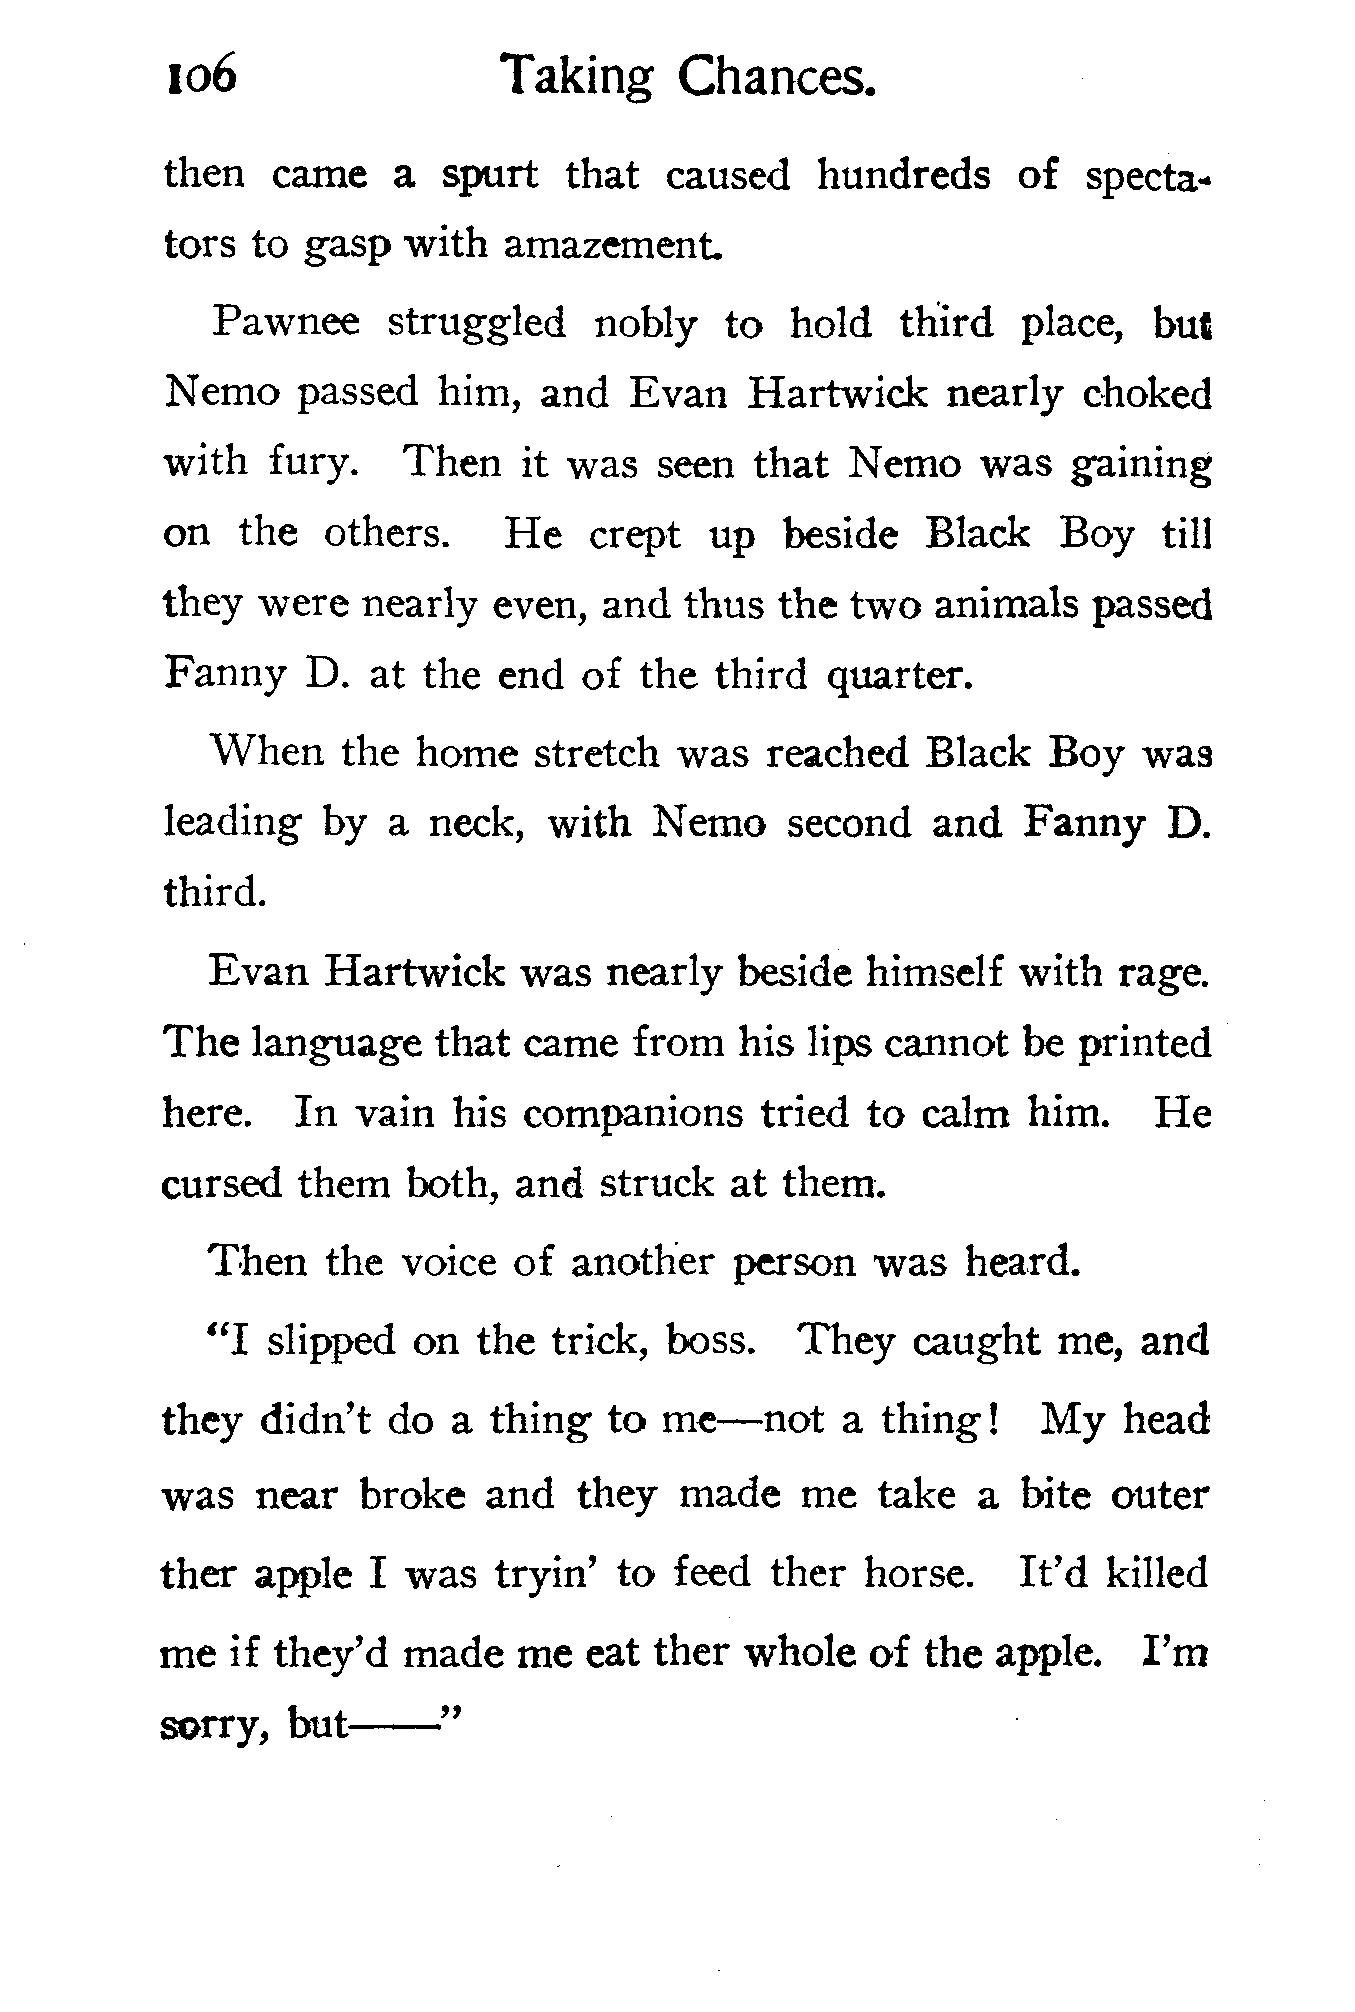 106 Taking Chances.
then came a spurt that caused hundreds of specta-
tors to gasp with amazement.
Pawnee struggled nobly to hold third place, but
Nemo passed him, and Evan Hartwick nearly choked
with fury. Then it was seen that Nemo was gaining
on the others. He crept up beside Black Boy till
they were nearly even, and thus the two animals passed
Fanny D. at the end of the third quarter.
When the home stretch was reached Black Boy was
leading by a neck, with Nemo second and Fanny D.
third.
Evan Hartwick was nearly beside himself with rage.
The language that came from his lips cannot be printed
here. In vain his companions tried to calm him. He
cursed them both, and struck at them.
Then the voice of another person was heard.
“I slipped on the trick, boss. They caught me, and
they didn’t do a thing to me—not a thing! My head
was near broke and they made me take a bite outer
ther apple I was tryin’ to feed ther horse. It’d killed
me if they’d made me eat ther whole of the apple. I’m
sorry, but——”